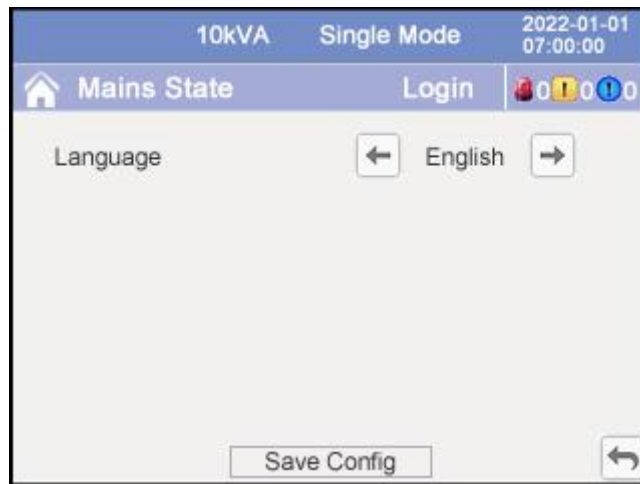 10kVA Single Mode 2022-01-01
07:00:00
Mains State Login 0 ! 0 ! 0
Language English
Save Config